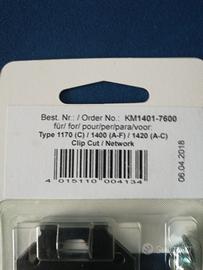 Best. Nr.: / Order No.: KM1401-7600
für/ for/ pour/per/para/voor:
Type 1170 (C) / 1400 (A-F) / 1420 (A-C)
Clip Cut / Network
4 015110 004134
06.04.2018
subito